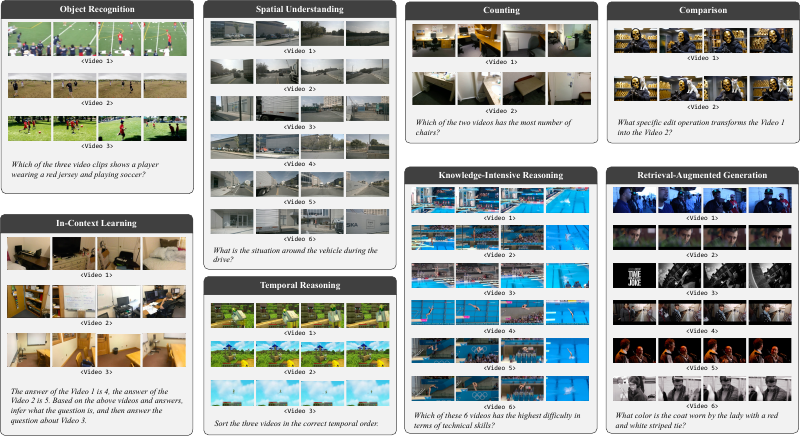 Object Recognition
<Video 1>
<Video 2>
<Video 3>
Which of the three video clips shows a player
wearing a red jersey and playing soccer?
Spatial Understanding
<Video 1>
<Video 2>
<Video 3>
<Video 4>
<Video 5>
<Video 6>
What is the situation around the vehicle during the
drive?
Counting
<Video 1>
<Video 2>
Which of the two videos has the most number of
chairs?
Comparison
<Video 1>
<Video 2>
What specific edit operation transforms the Video 1
into the Video 2?
In-Context Learning
<Video 1>
<Video 2>
<Video 3>
The answer of the Video 1 is 4, the answer of the
Video 2 is 5. Based on the above videos and answers,
infer what the question is, and then answer the
question about Video 3.
Temporal Reasoning
<Video 1>
<Video 2>
<Video 3>
Sort the three videos in the correct temporal order.
Knowledge-Intensive Reasoning
<Video 1>
<Video 2>
<Video 3>
<Video 4>
<Video 5>
<Video 6>
Which of these 6 videos has the highest difficulty in
terms of technical skills?
Retrieval-Augmented Generation
<Video 1>
<Video 2>
TIME
JOKE
<Video 3>
<Video 4>
<Video 5>
<Video 6>
What color is the coat worn by the lady with a red
and white striped tie?